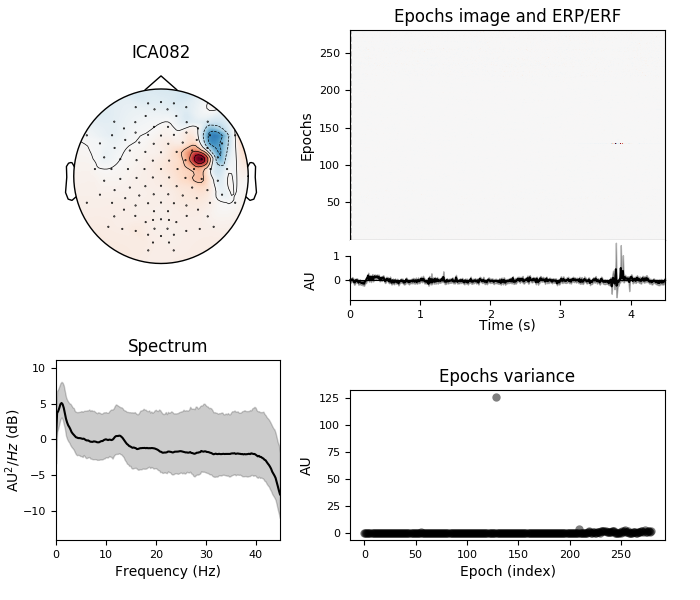 ICA082
Epochs image and ERP/ERF
Epochs
250
200
150
100
50
AU
1
0
0 1 2 3 4
Time (s)
Spectrum
AU²/Hz (dB)
10
5
0
−5
−10
0 10 20 30 40
Frequency (Hz)
Epochs variance
AU
125
100
75
50
25
0
0 50 100 150 200 250
Epoch (index)